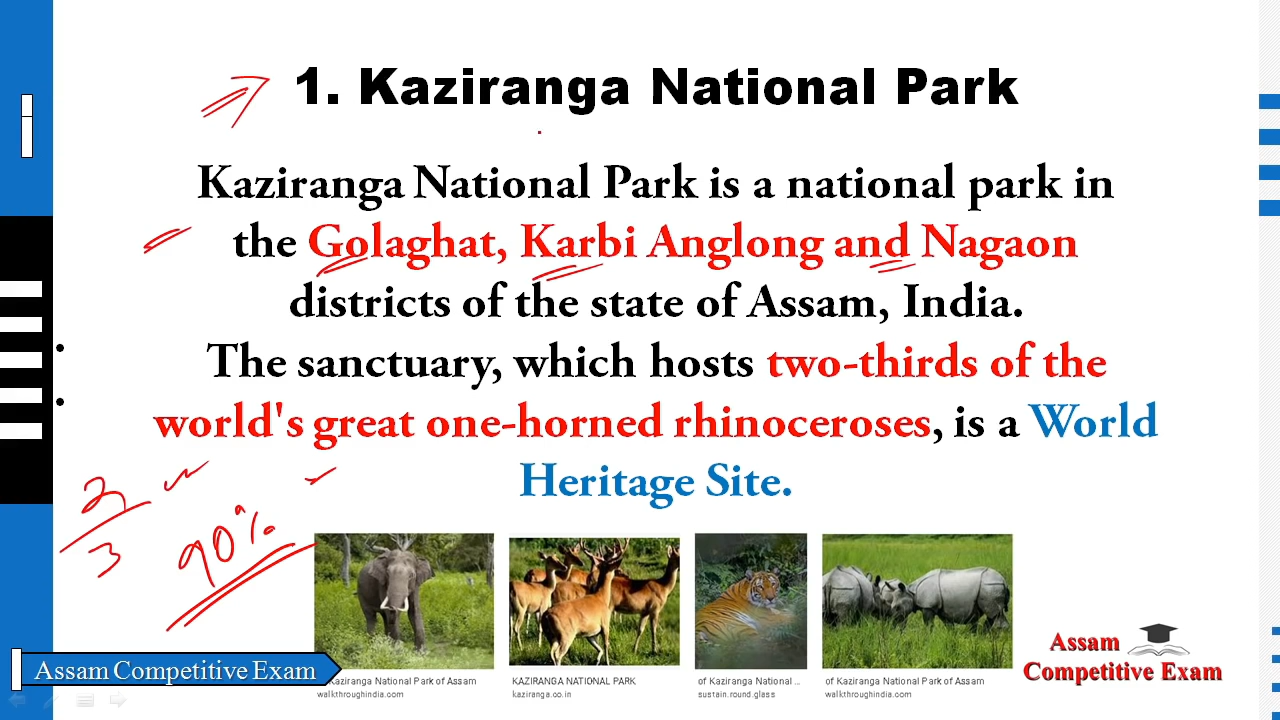 1. Kaziranga National Park
Kaziranga National Park is a national park in
the Golaghat, Karbi Anglong and Nagaon
districts of the state of Assam, India.
The sanctuary, which hosts two-thirds of the
world's great one-horned rhinoceroses, is a World
Heritage Site.
2
3
90%
Kaziranga National Park of Assam
walkthroughindia.com
KAZIRANGA NATIONAL PARK
kaziranga.co.in
of Kaziranga National ...
sustain.round.glass
of Kaziranga National Park of Assam
walkthroughindia.com
Assam Competitive Exam
Assam
Competitive Exam